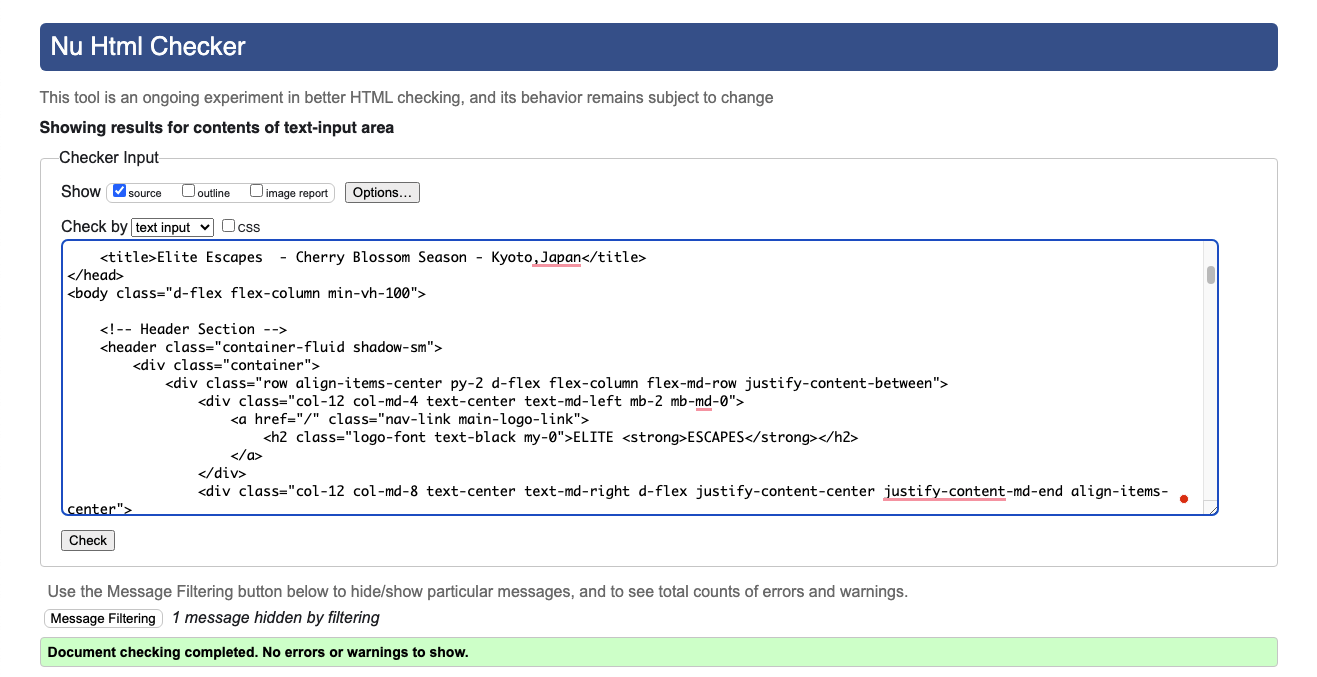 Nu Html Checker
This tool is an ongoing experiment in better HTML checking, and its behavior remains subject to change
Showing results for contents of text-input area
Checker Input
Show source outline image report Options...
Check by text input css
<title>Elite Escapes  - Cherry Blossom Season - Kyoto,Japan</title>
</head>
<body class="d-flex flex-column min-vh-100">
<!-- Header Section -->
<header class="container-fluid shadow-sm">
<div class="container">
<div class="row align-items-center py-2 d-flex flex-column flex-md-row justify-content-between">
<div class="col-12 col-md-4 text-center text-md-left mb-2 mb-md-0">
<a href="/" class="nav-link main-logo-link">
<h2 class="logo-font text-black my-0">ELITE <strong>ESCAPES</strong></h2>
</a>
</div>
<div class="col-12 col-md-8 text-center text-md-right d-flex justify-content-center justify-content-md-end align-items-
center">
Check
Use the Message Filtering button below to hide/show particular messages, and to see total counts of errors and warnings.
Message Filtering 1 message hidden by filtering
Document checking completed. No errors or warnings to show.